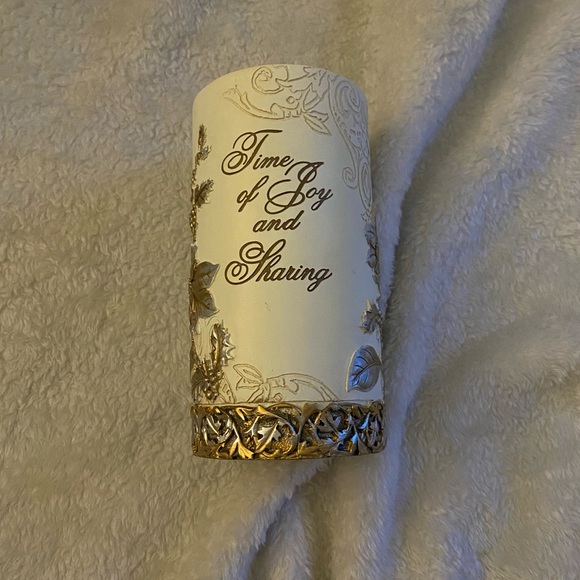 Time
of Joy
and
Sharing